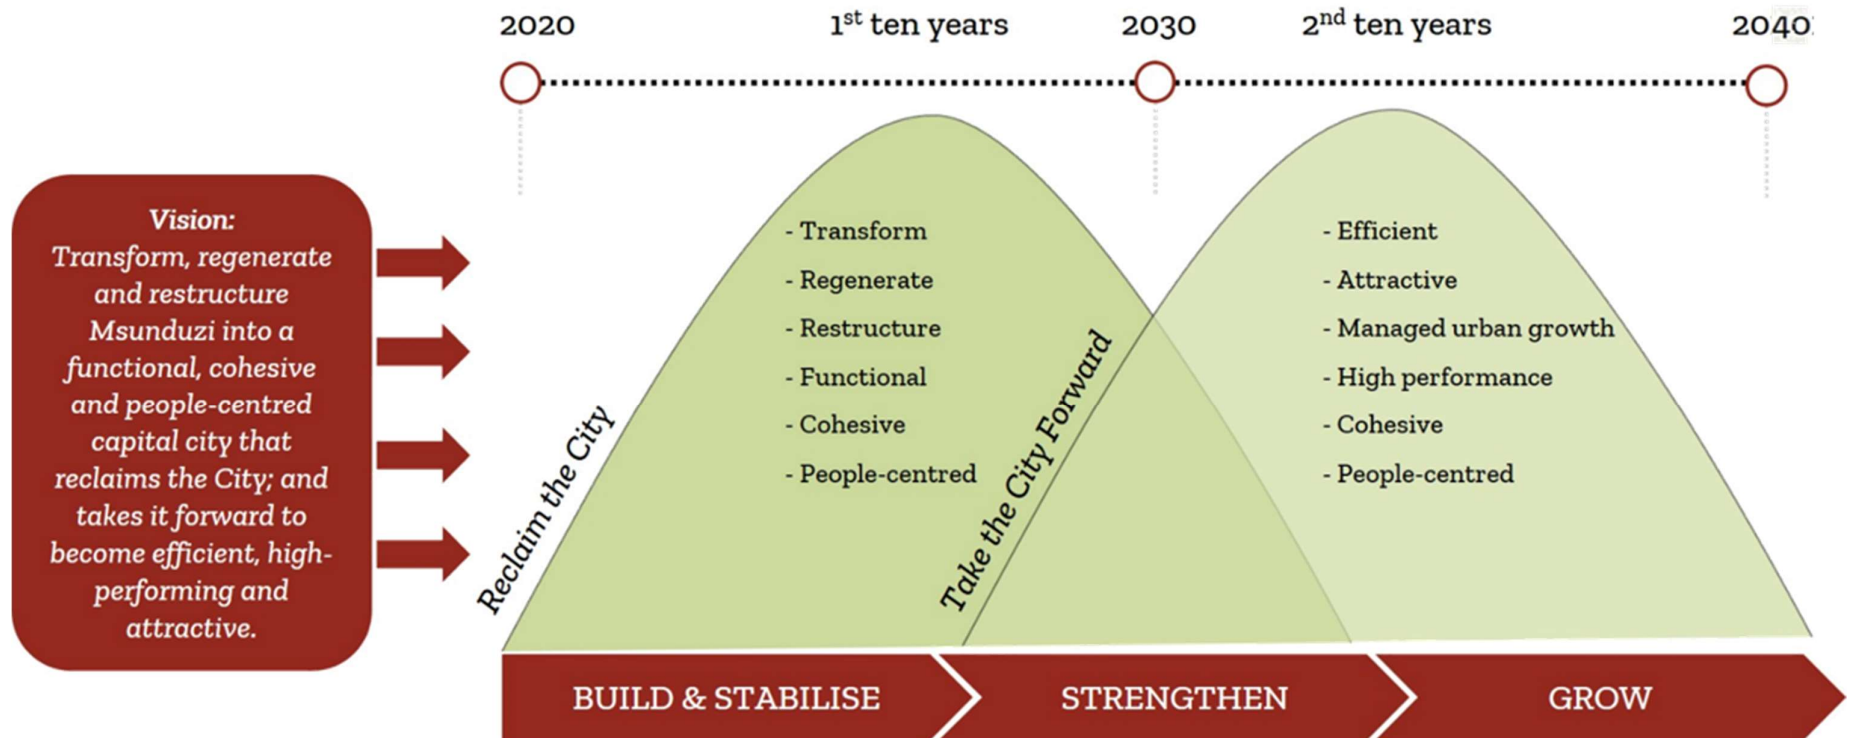 2020
1st ten years
2030
2nd ten years
2040
Vision:
Transform, regenerate
and restructure
Msunduzi into a
functional, cohesive
and people-centred
capital city that
reclaims the City; and
takes it forward to
become efficient, high-
performing and
attractive.
Reclaim the City
- Transform
- Regenerate
- Restructure
- Functional
- Cohesive
- People-centred
Take the City Forward
- Efficient
- Attractive
- Managed urban growth
- High performance
- Cohesive
- People-centred
BUILD & STABILISE
STRENGTHEN
GROW